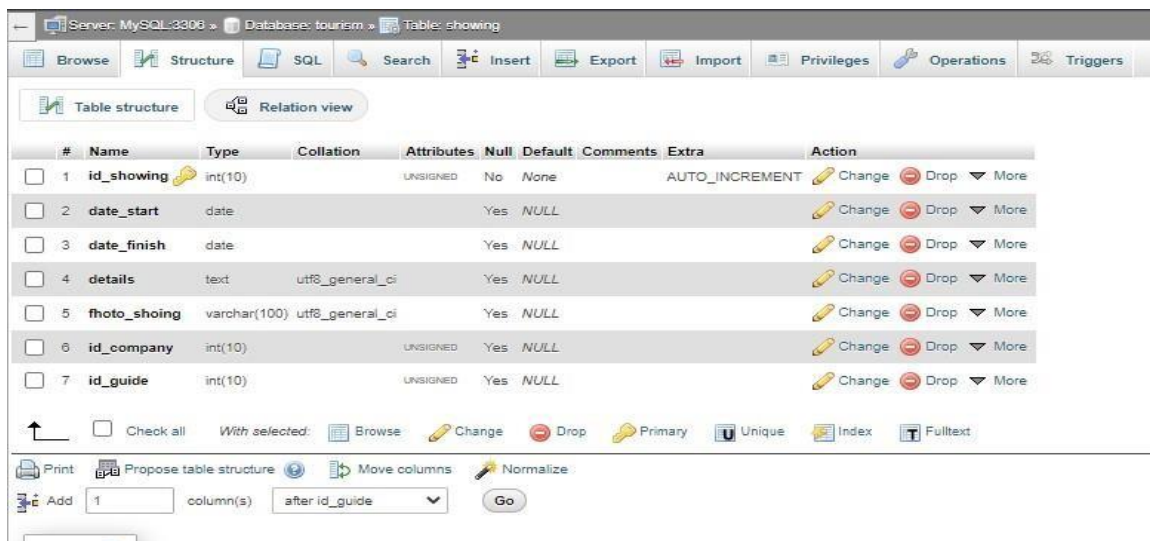 ← Server: MySQL:3306 » Database: tourism » Table: showing
Browse Structure SQL Search Insert Export Import Privileges Operations Triggers
Table structure Relation view
# Name Type Collation Attributes Null Default Comments Extra Action
1 id_showing int(10) UNSIGNED No None AUTO_INCREMENT Change Drop More
2 date_start date Yes NULL Change Drop More
3 date_finish date Yes NULL Change Drop More
4 details text utf8_general_ci Yes NULL Change Drop More
5 fhoto_shoing varchar(100) utf8_general_ci Yes NULL Change Drop More
6 id_company int(10) UNSIGNED Yes NULL Change Drop More
7 id_guide int(10) UNSIGNED Yes NULL Change Drop More
Check all With selected: Browse Change Drop Primary Unique Index Fulltext
Print Propose table structure Move columns Normalize
Add 1 column(s) after id_guide Go